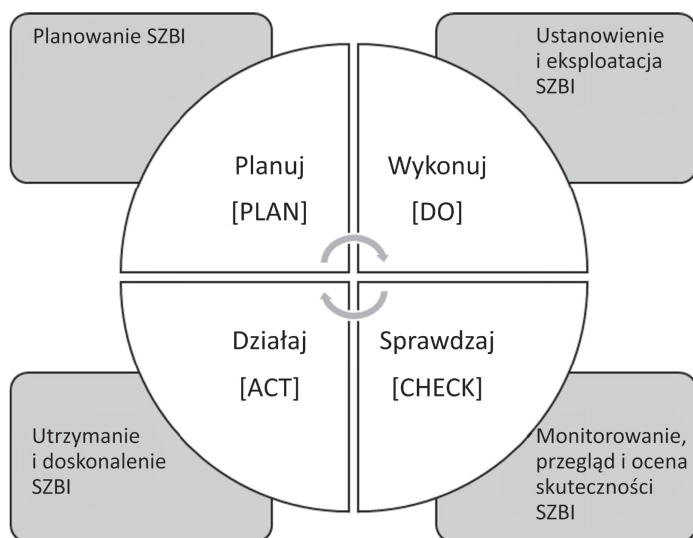 Planowanie SZBI
Ustanowienie
i eksploatacja
SZBI
Planuj
[PLAN]
Wykonuj
[DO]
Działaj
[ACT]
Sprawdzaj
[CHECK]
Utrzymanie
i doskonalenie
SZBI
Monitorowanie,
przegląd i ocena
skuteczności
SZBI